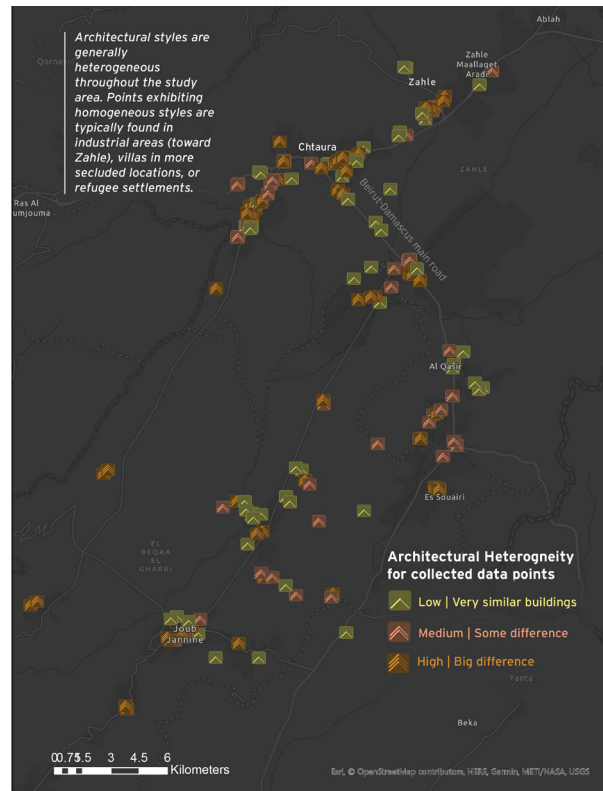 Ablah
Architectural styles are
generally
heterogeneous
throughout the study
area. Points exhibiting
homogeneous styles are
typically found in
industrial areas (toward
Zahle), villas in more
secluded locations, or
refugee settlements.
Zahle
Maallaqet
Aradi
Zahle
Chtaura
ZAHLE
Ras Al
Beirut-Damascus main road
Al Qasir
Es Souairi
EL
BEQAA
EL
GHARBI
Architectural Heterogneity
for collected data points
Low | Very similar buildings
Medium | Some difference
High | Big difference
Joub
Jannine
Yanta
Beka
0 0.75 1.5 3 4.5 6
Kilometers
Esri, © OpenStreetMap contributors, HERE, Garmin, METI/NASA, USGS